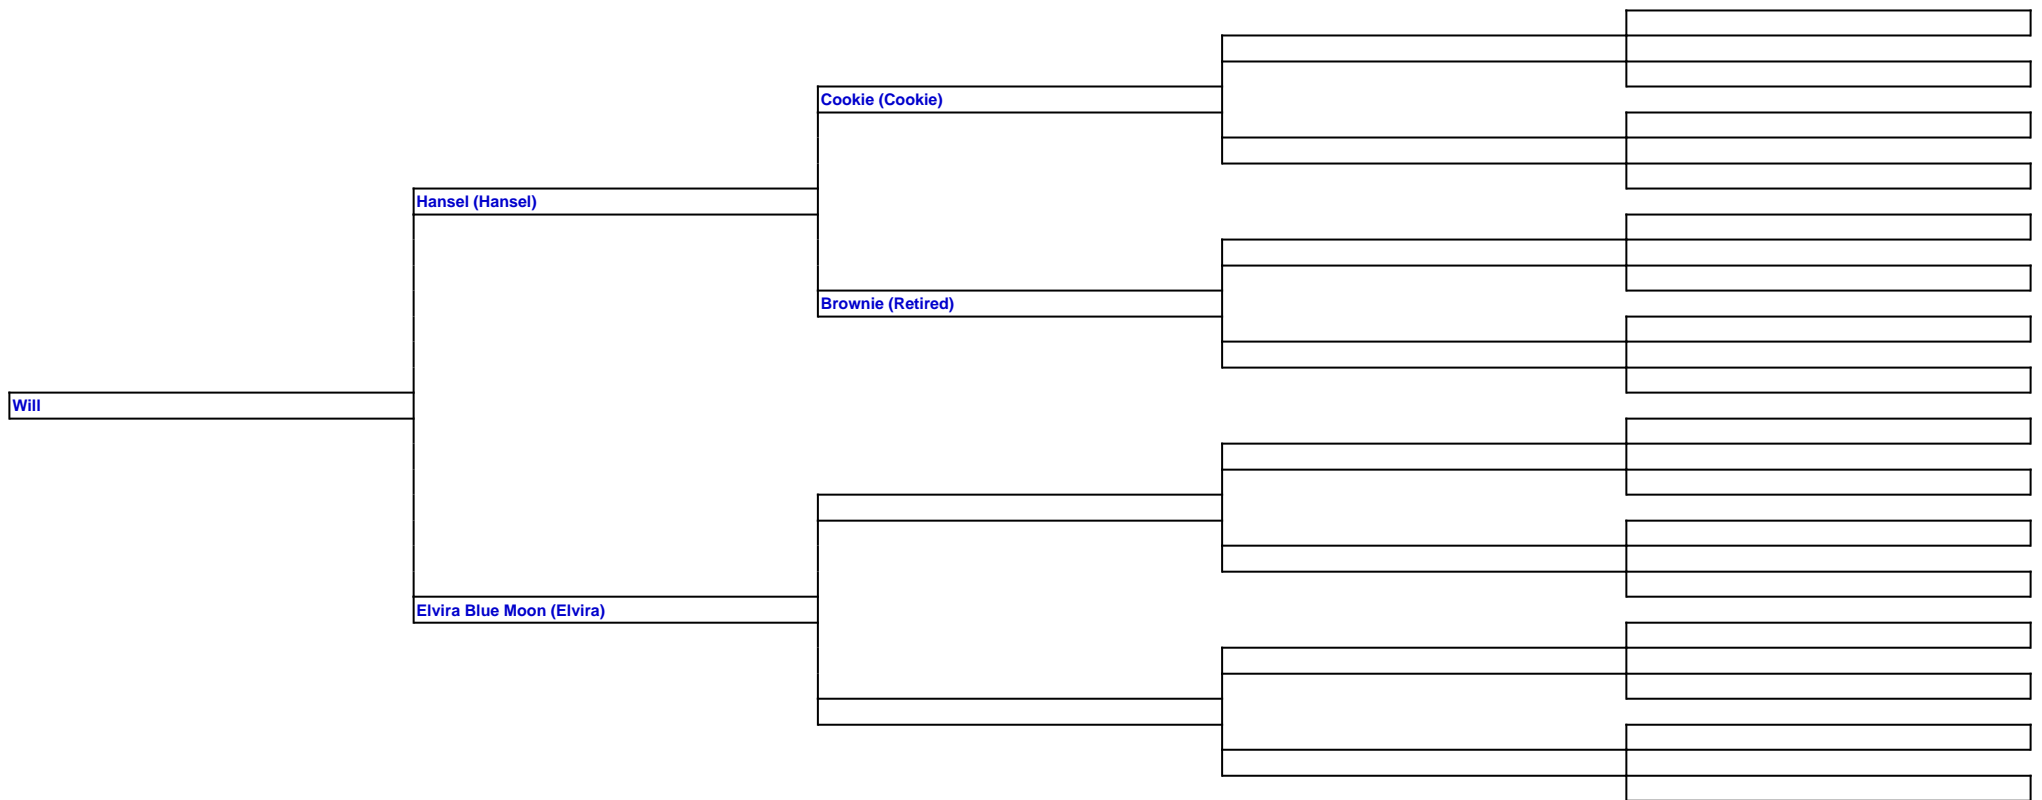 Cookie (Cookie)
Hansel (Hansel)
Brownie (Retired)
Will
Elvira Blue Moon (Elvira)